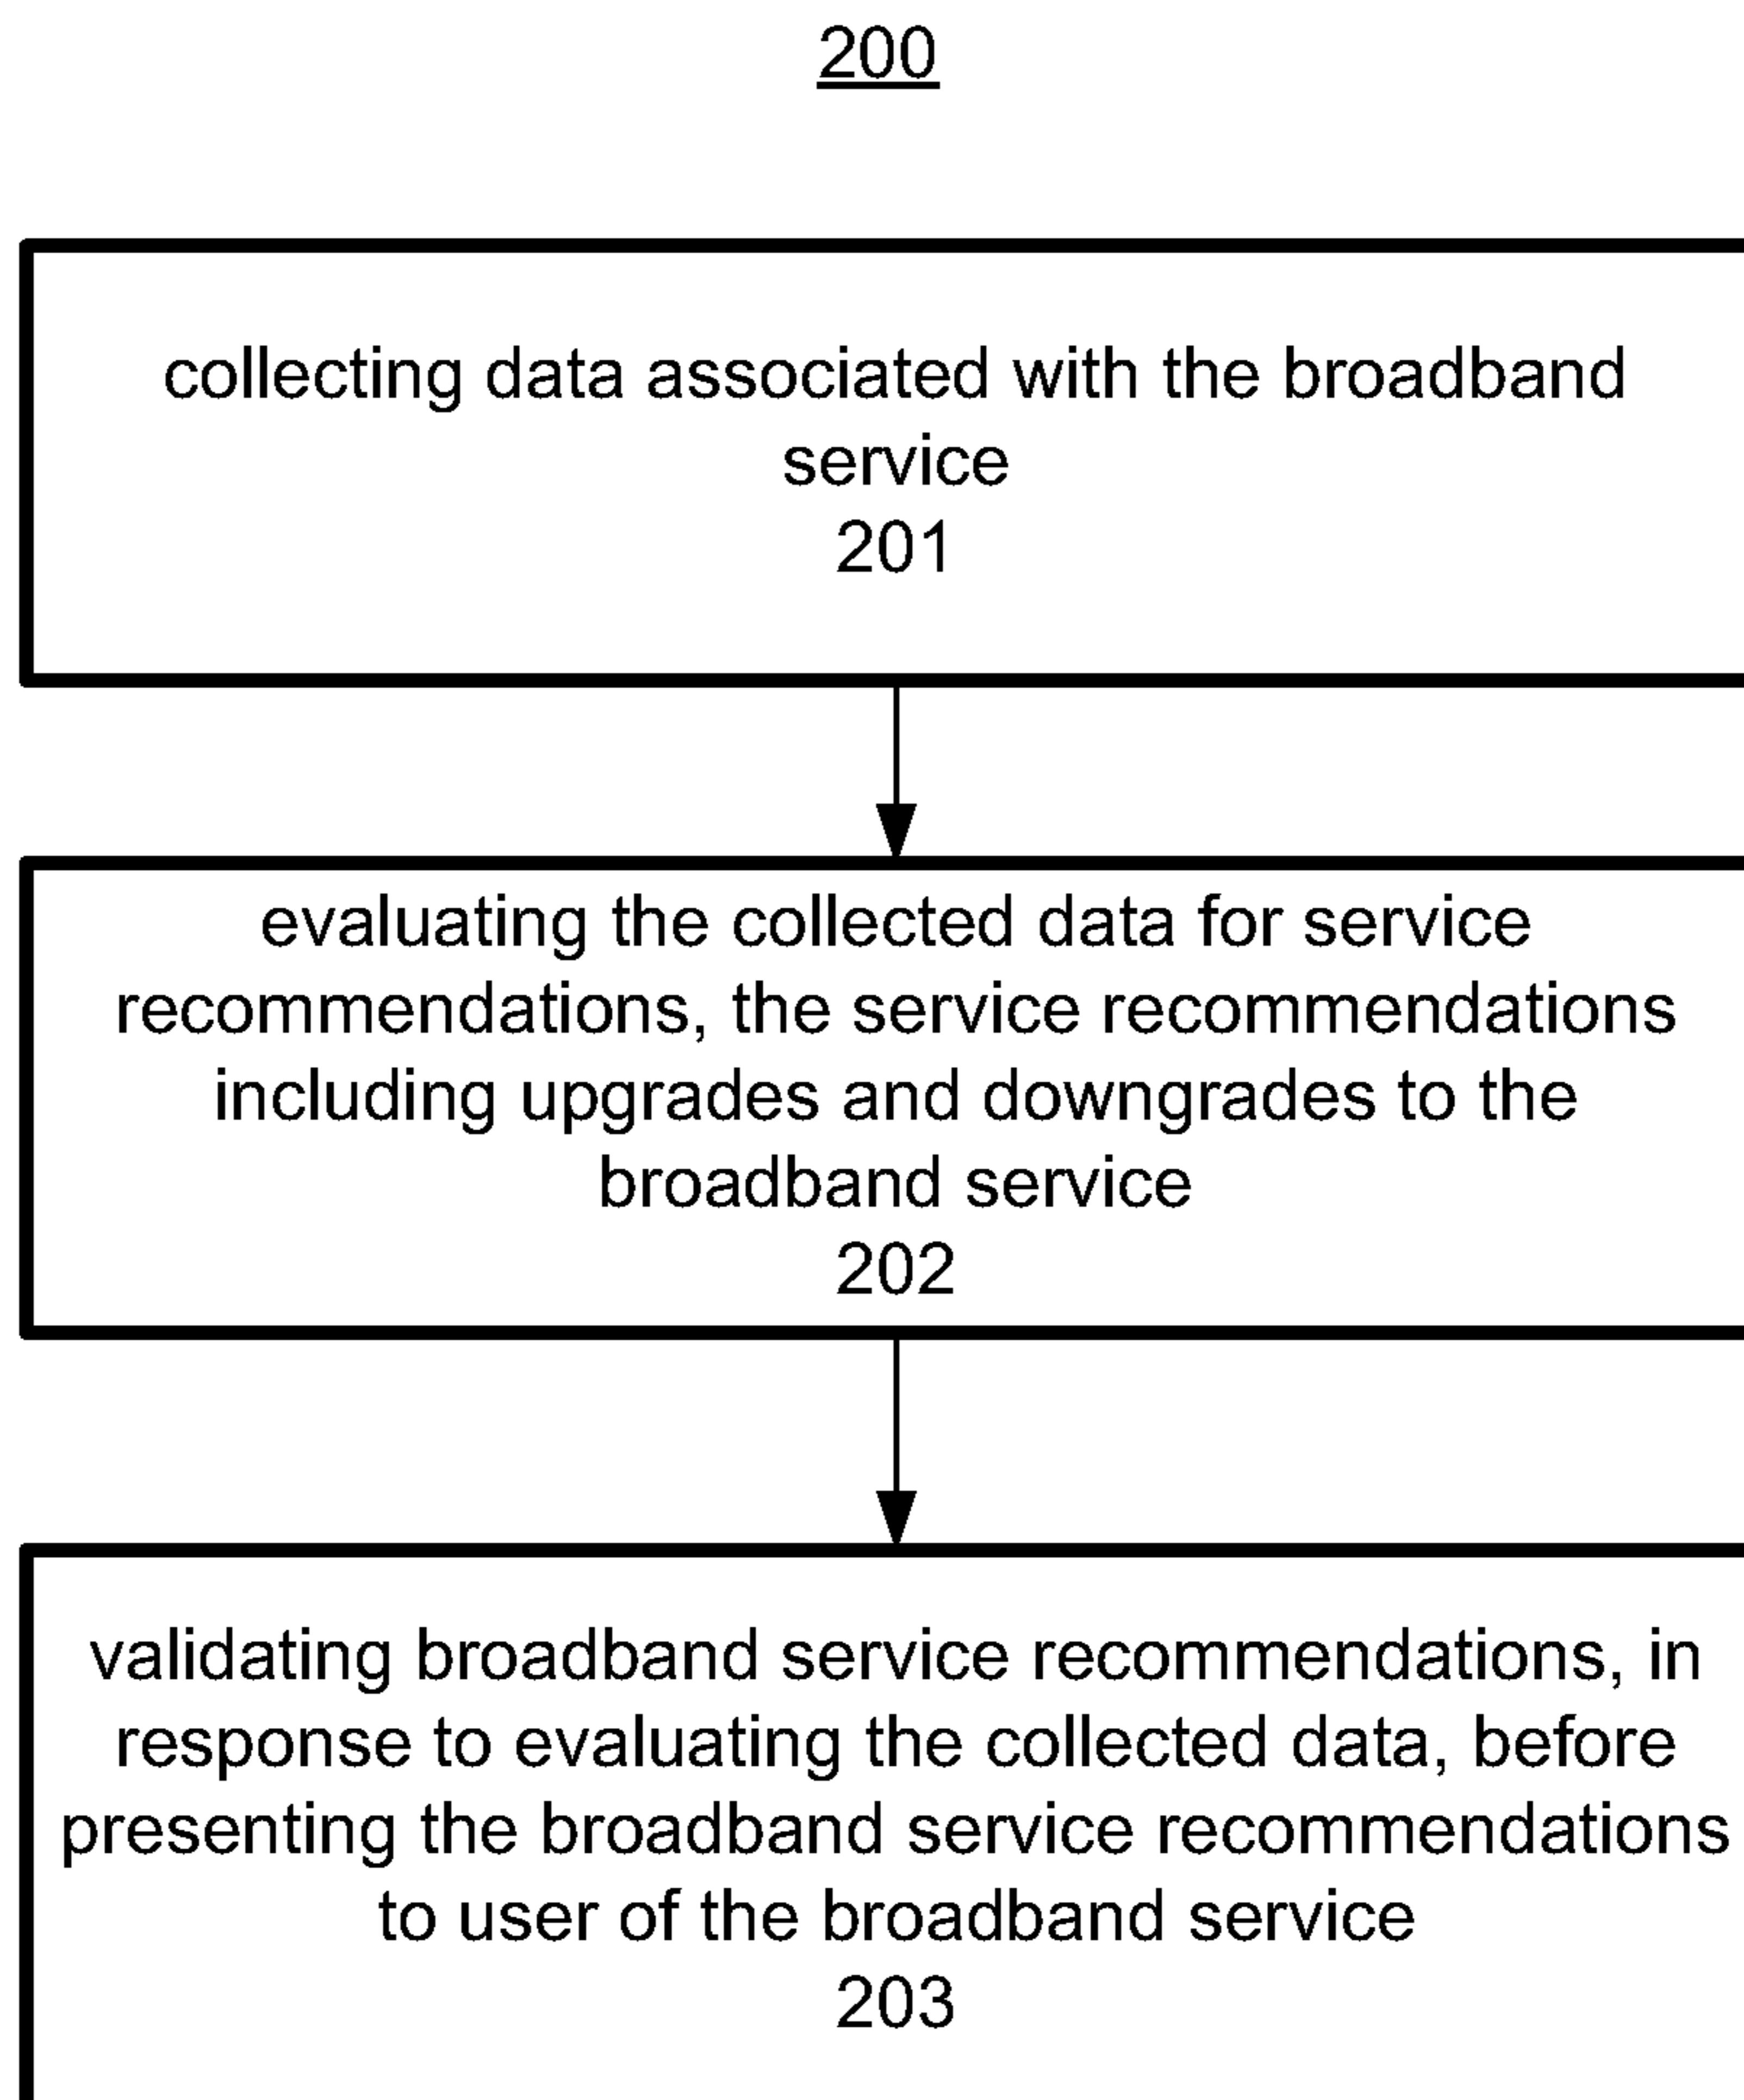 200
collecting data associated with the broadband
service
201
evaluating the collected data for service
recommendations, the service recommendations
including upgrades and downgrades to the
broadband service
202
validating broadband service recommendations, in
response to evaluating the collected data, before
presenting the broadband service recommendations
to user of the broadband service
203